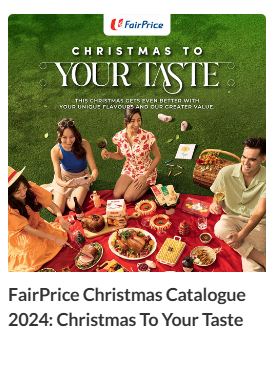 FairPrice
CHRISTMAS TO
YOUR TASTE
THIS CHRISTMAS GETS EVEN BETTER WITH
YOUR UNIQUE FLAVOURS AND OUR GREATER VALUE.
FairPrice Christmas Catalogue
2024: Christmas To Your Taste